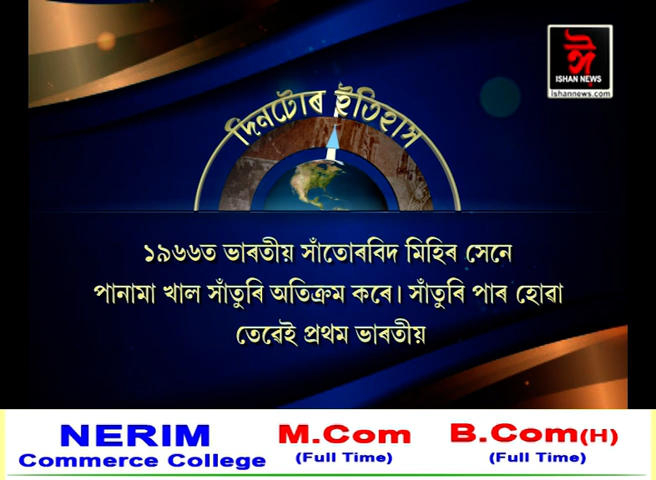 ঈ
ISHAN NEWS
ishannews.com
দিনটোৰ ইতিহাস
১৯৬৬ত ভাৰতীয় সাঁতোৰবিদ মিহিৰ সেনে
পানামা খাল সাঁতুৰি অতিক্ৰম কৰে। সাঁতুৰি পাৰ হোৱা
তেৱেঁই প্ৰথম ভাৰতীয়
NERIM M.Com B.Com(H)
Commerce College (Full Time) (Full Time)